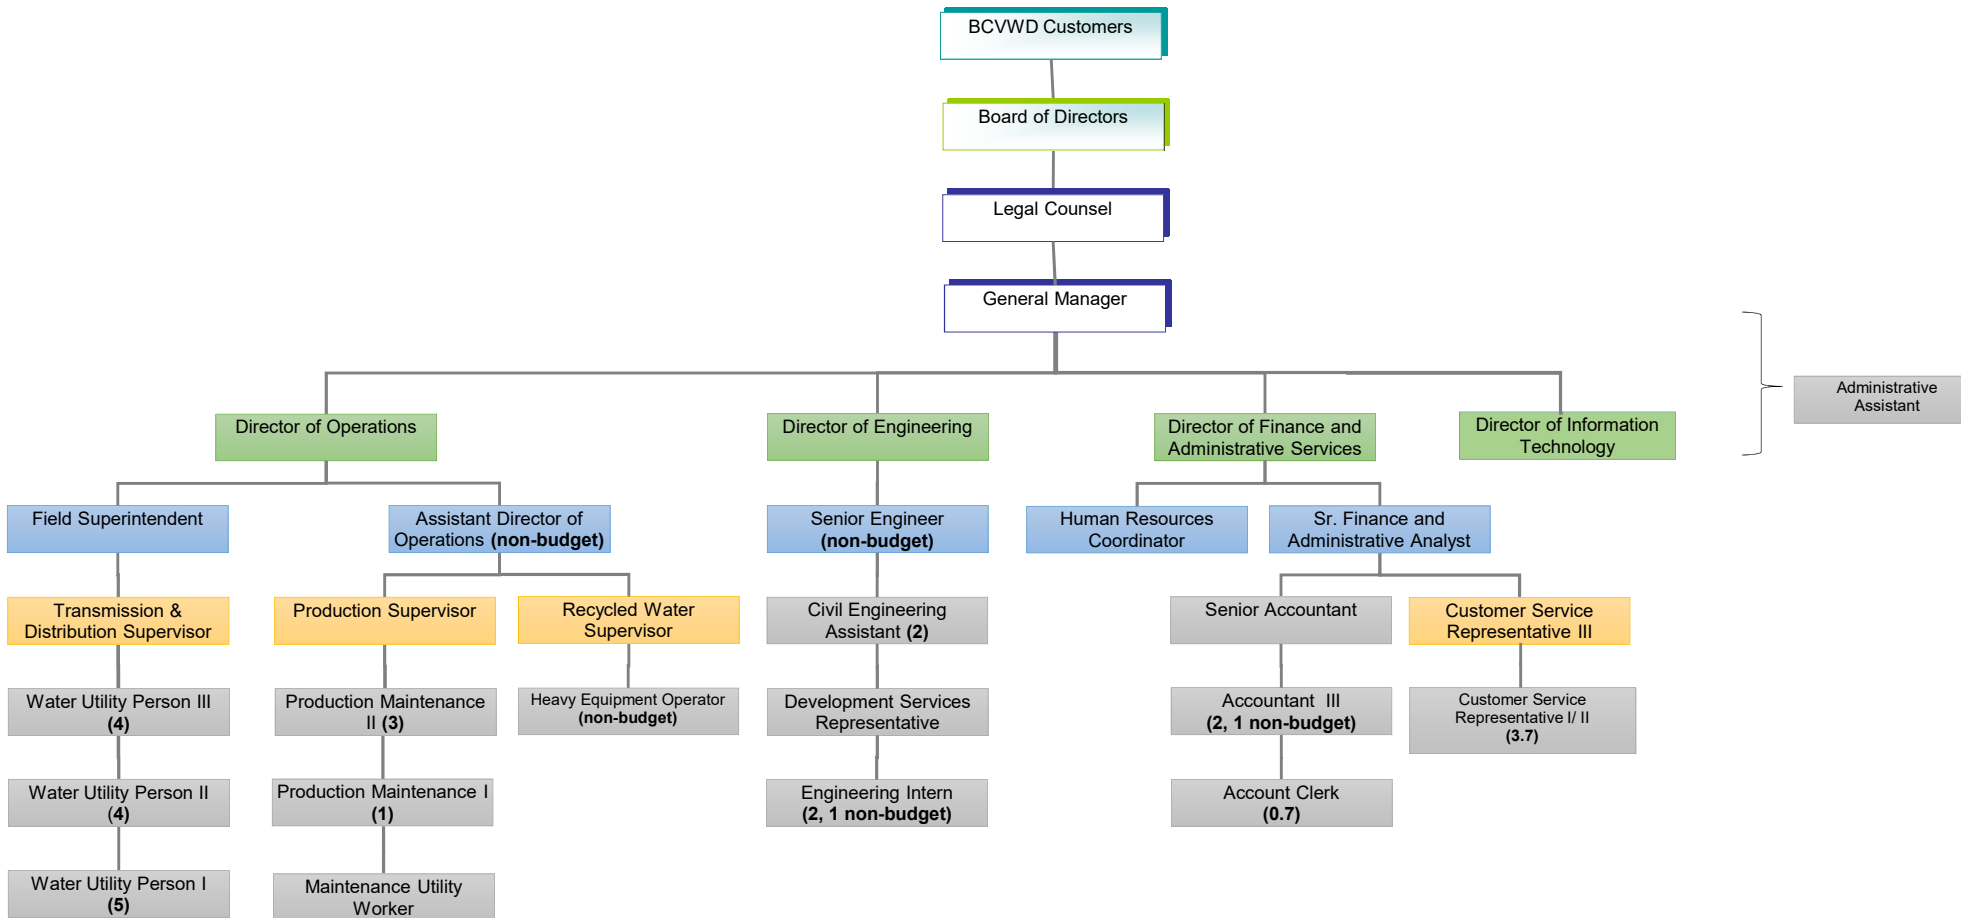 BCVWD Customers
Board of Directors
Legal Counsel
General Manager
Administrative
Assistant
Director of Operations
Director of Engineering
Director of Finance and
Administrative Services
Director of Information
Technology
Field Superintendent
Assistant Director of
Operations (non-budget)
Senior Engineer
(non-budget)
Human Resources
Coordinator
Sr. Finance and
Administrative Analyst
Transmission &
Distribution Supervisor
Production Supervisor
Recycled Water
Supervisor
Civil Engineering
Assistant (2)
Senior Accountant
Customer Service
Representative III
Water Utility Person III
(4)
Production Maintenance
II (3)
Heavy Equipment Operator
(non-budget)
Development Services
Representative
Accountant III
(2, 1 non-budget)
Customer Service
Representative I/ II
(3.7)
Water Utility Person II
(4)
Production Maintenance I
(1)
Engineering Intern
(2, 1 non-budget)
Account Clerk
(0.7)
Water Utility Person I
(5)
Maintenance Utility
Worker